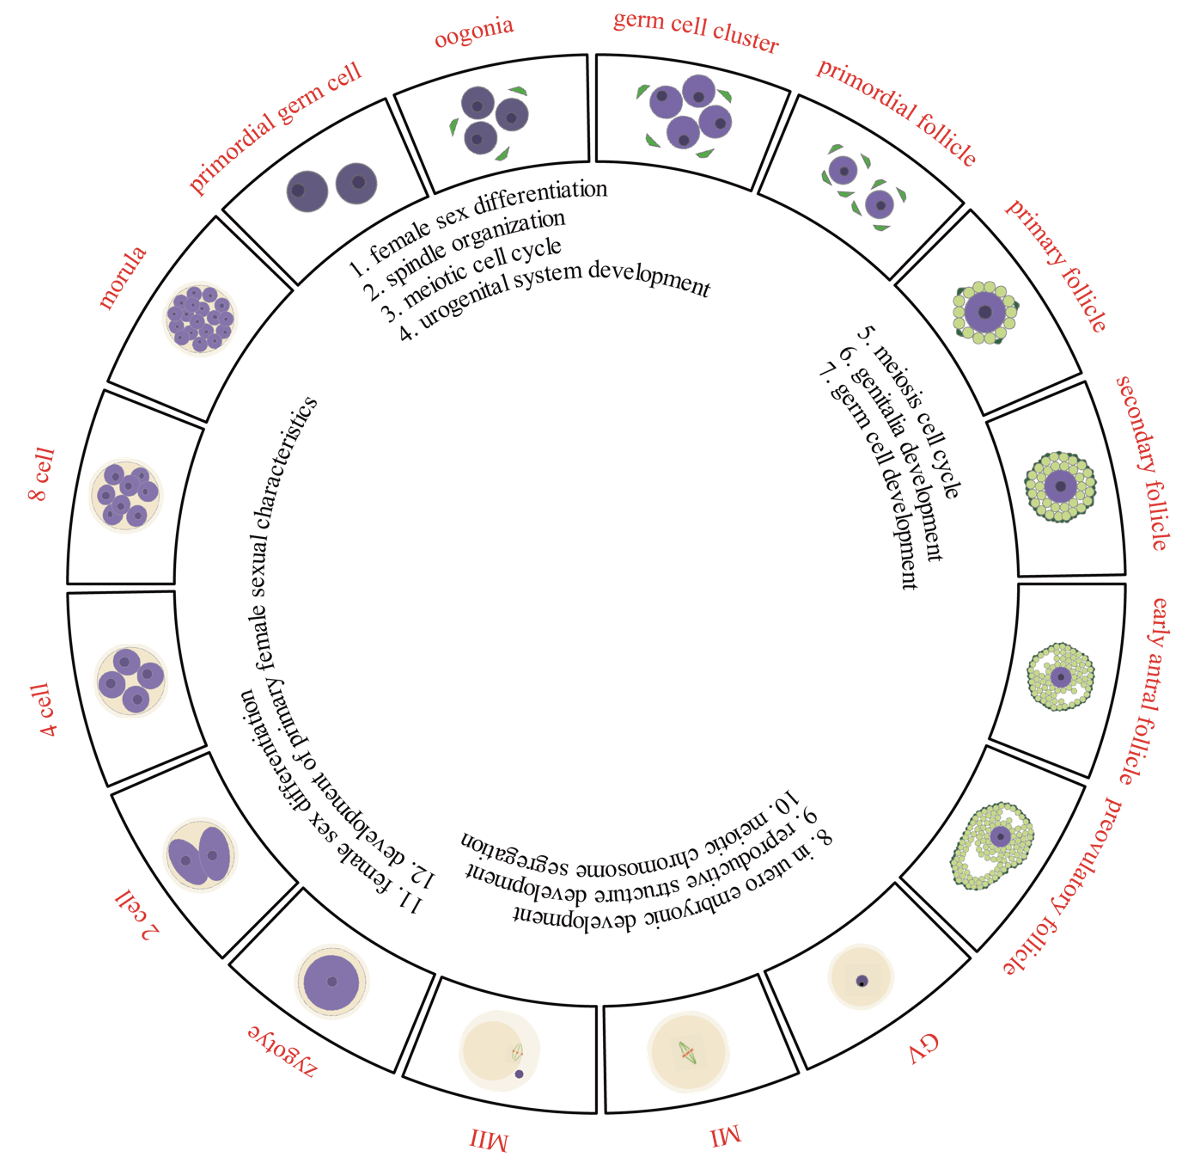 oogonia
germ cell cluster
primordial follicle
primary follicle
secondary follicle
early antral follicle
preovulatory follicle
GV
MI
MII
zygotye
2 cell
4 cell
8 cell
morula
primordial germ cell
1. female sex differentiation
2. spindle organization
3. meiotic cell cycle
4. urogenital system development
5. meiosis cell cycle
6. genitalia development
7. germ cell development
8. in utero embryonic development
9. reproductive structure development
10. meiotic chromosome segregation
11. female sex differentiation
12. development of primary female sexual characteristics